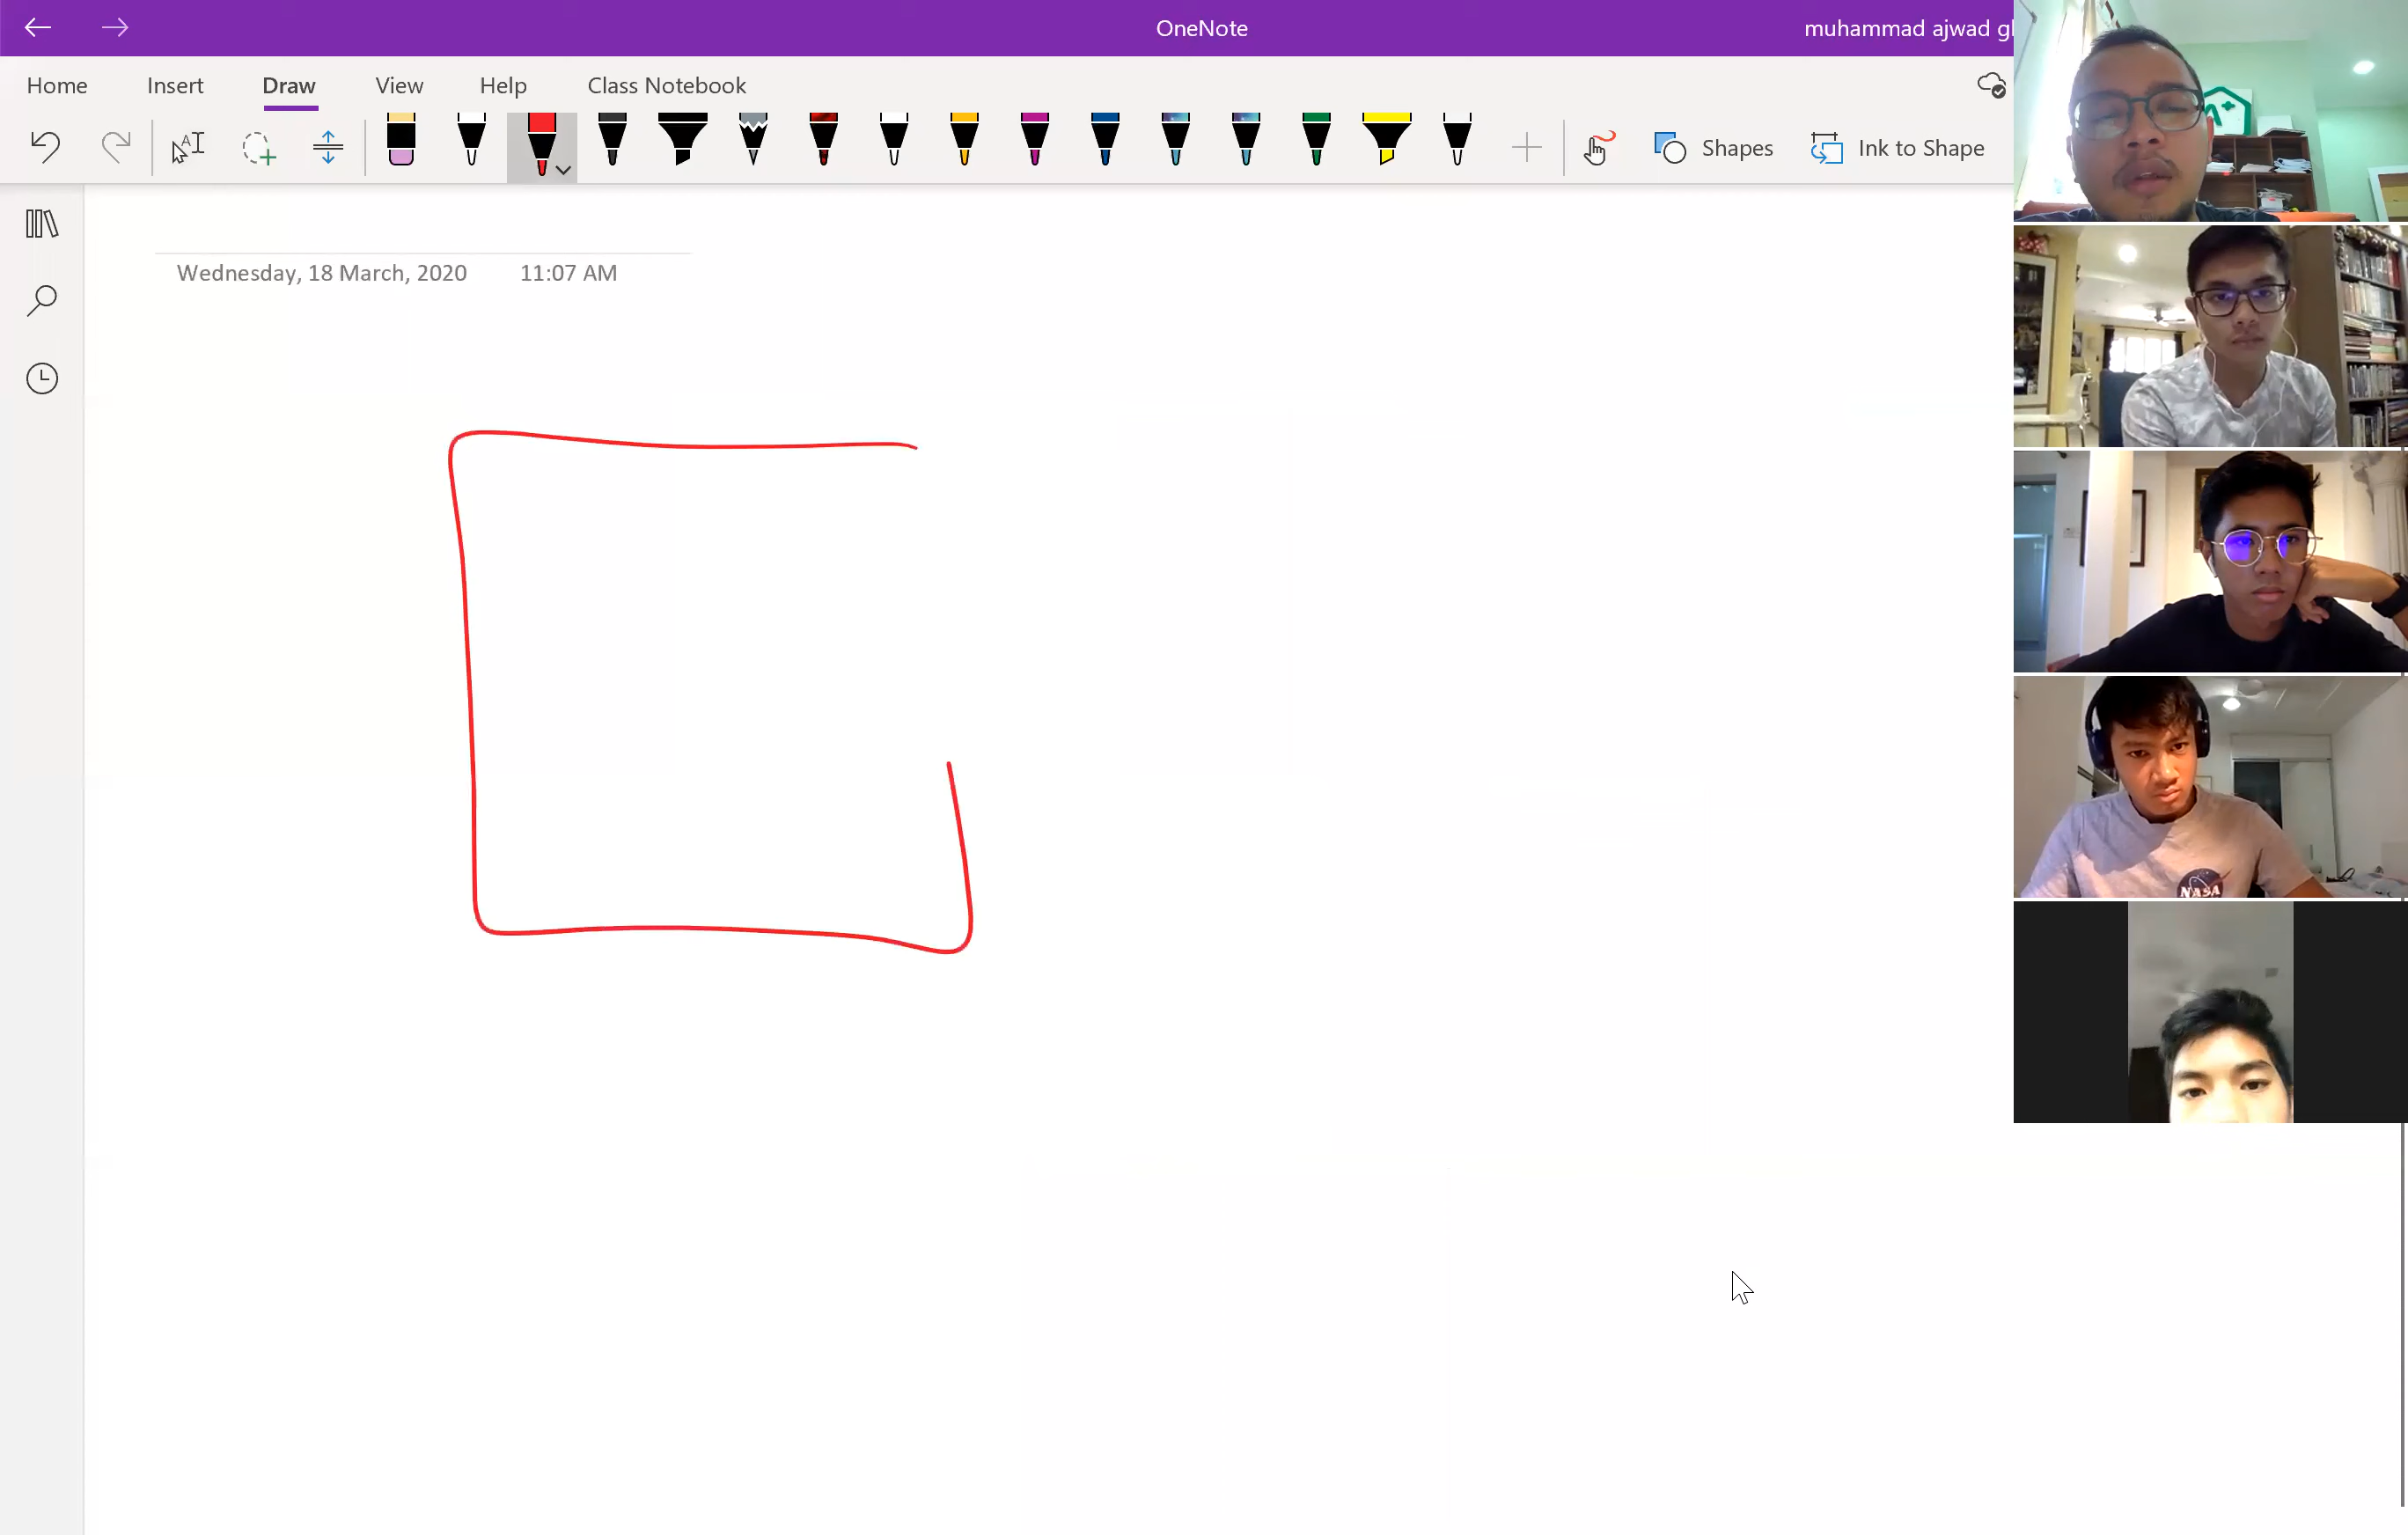 OneNote
muhammad ajwad gl
Home Insert Draw View Help Class Notebook
Shapes Ink to Shape
Wednesday, 18 March, 2020 11:07 AM
NASA